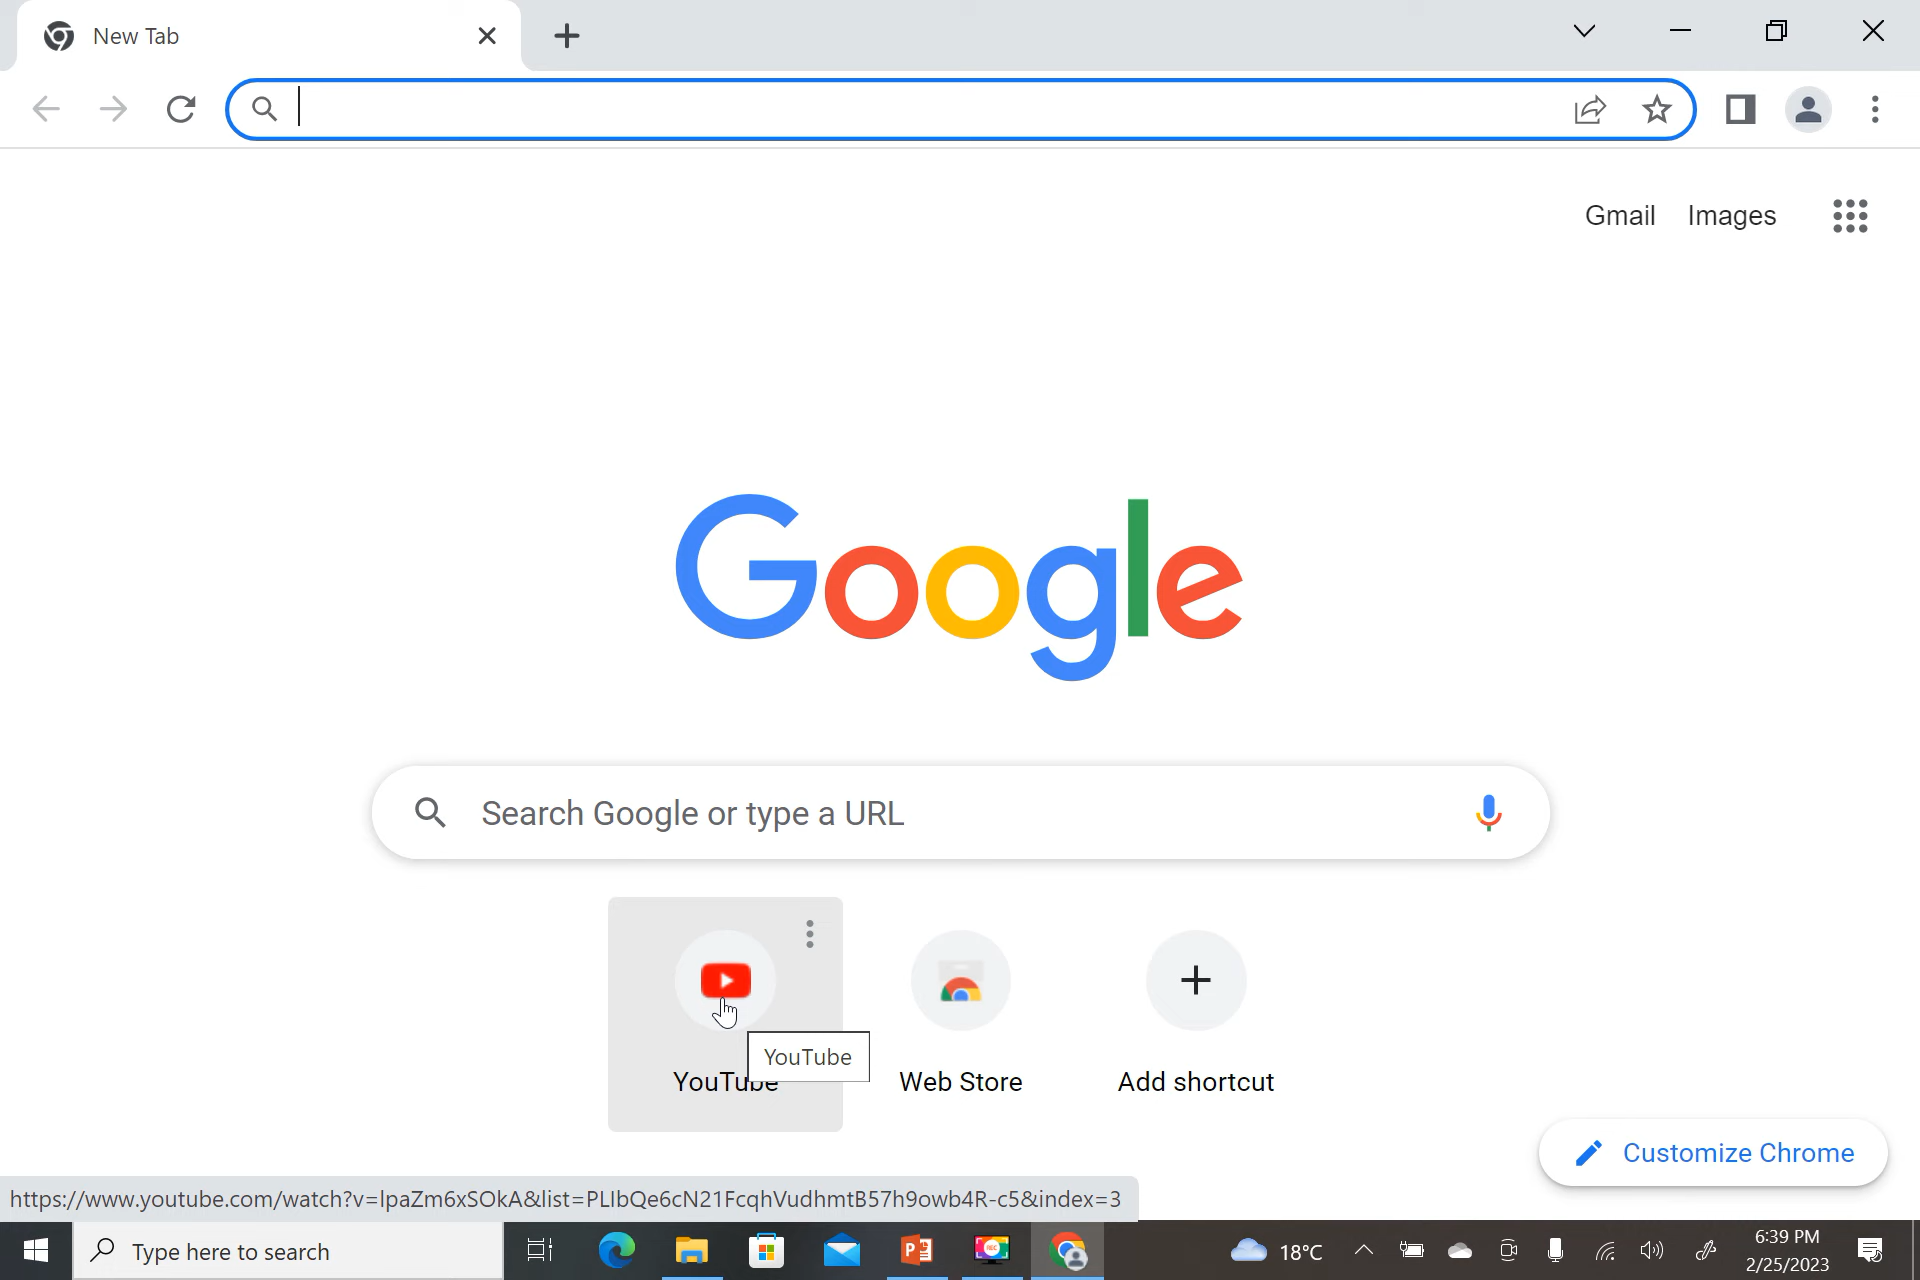 New Tab
Gmail Images
Google
Search Google or type a URL
YouTube
YouTube Web Store Add shortcut
Customize Chrome
https://www.youtube.com/watch?v=lpaZm6xSOkA&list=PLIbQe6cN21FcqhVudhmtB57h9owb4R-c5&index=3
Type here to search
18°C
6:39 PM
2/25/2023